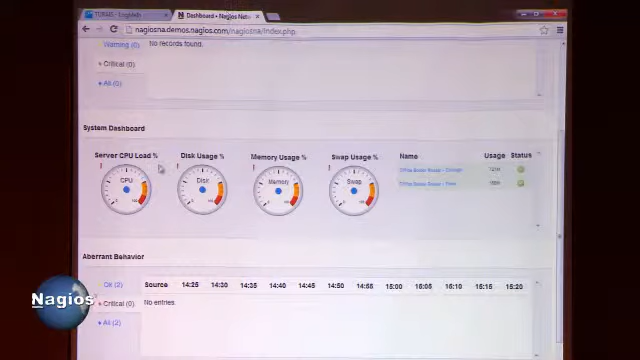 Dashboard • Nagios Netw
nagiosna.demos.nagios.com/nagiosna/index.php
Warning (0)
No records found.
Critical (0)
All (0)
System Dashboard
Server CPU Load %
Disk Usage %
Memory Usage %
Swap Usage %
Name
Usage
Status
CPU
Disk
Memory
Swap
Aberrant Behavior
Ok (2)
Source 14:25 14:30 14:35 14:40 14:45 14:50 14:55 15:00 15:05 15:10 15:15 15:20
Nagios
Critical (0)
No entries.
All (2)